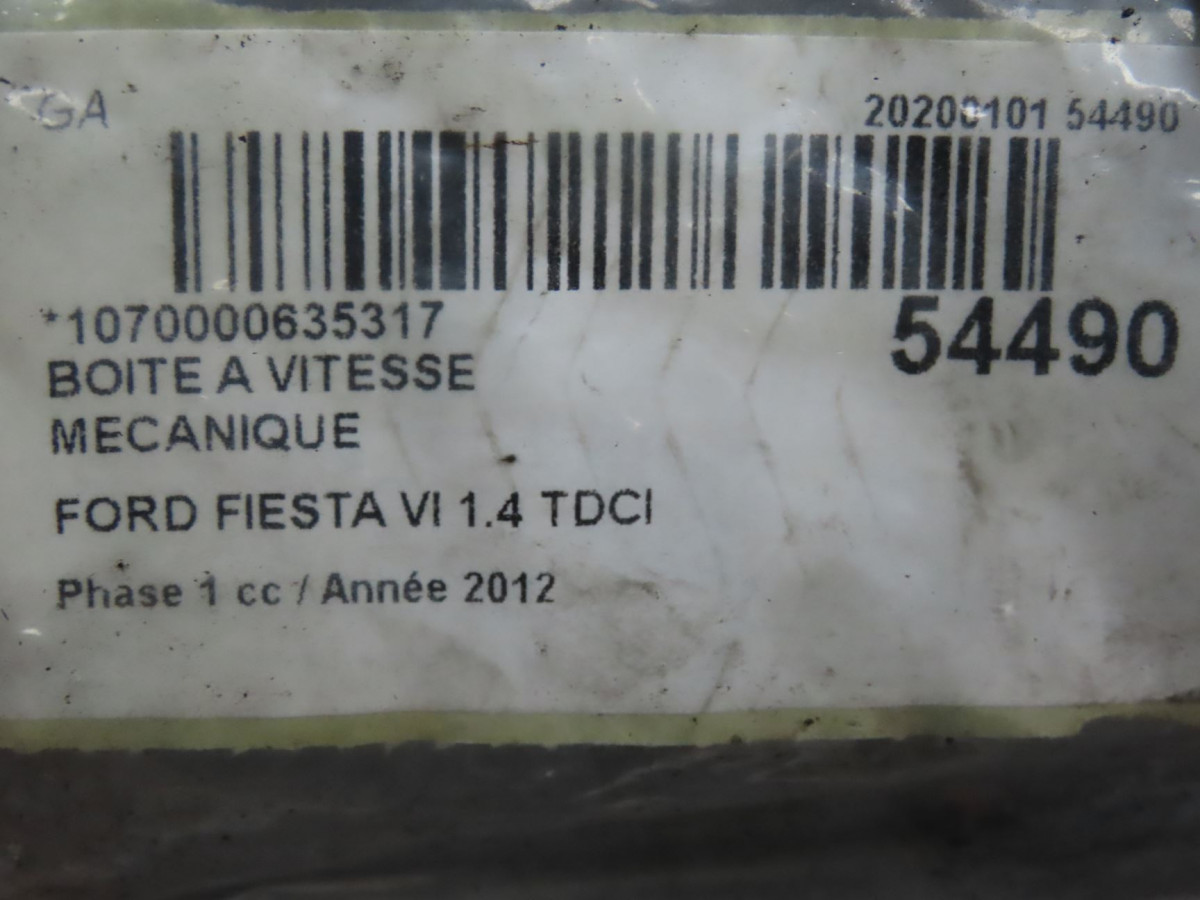 GA
20200101 54490
*1070000635317
54490
BOITE A VITESSE
MECANIQUE
FORD FIESTA VI 1.4 TDCI
Phase 1 cc / Année 2012